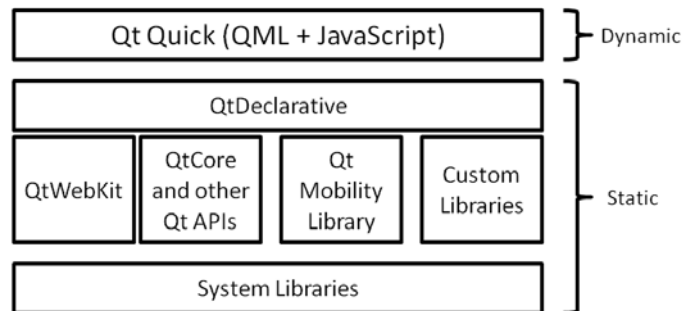 Qt Quick (QML + JavaScript)
Dynamic
QtDeclarative
QtWebKit
QtCore
and other
Qt APIs
Qt
Mobility
Library
Custom
Libraries
Static
System Libraries